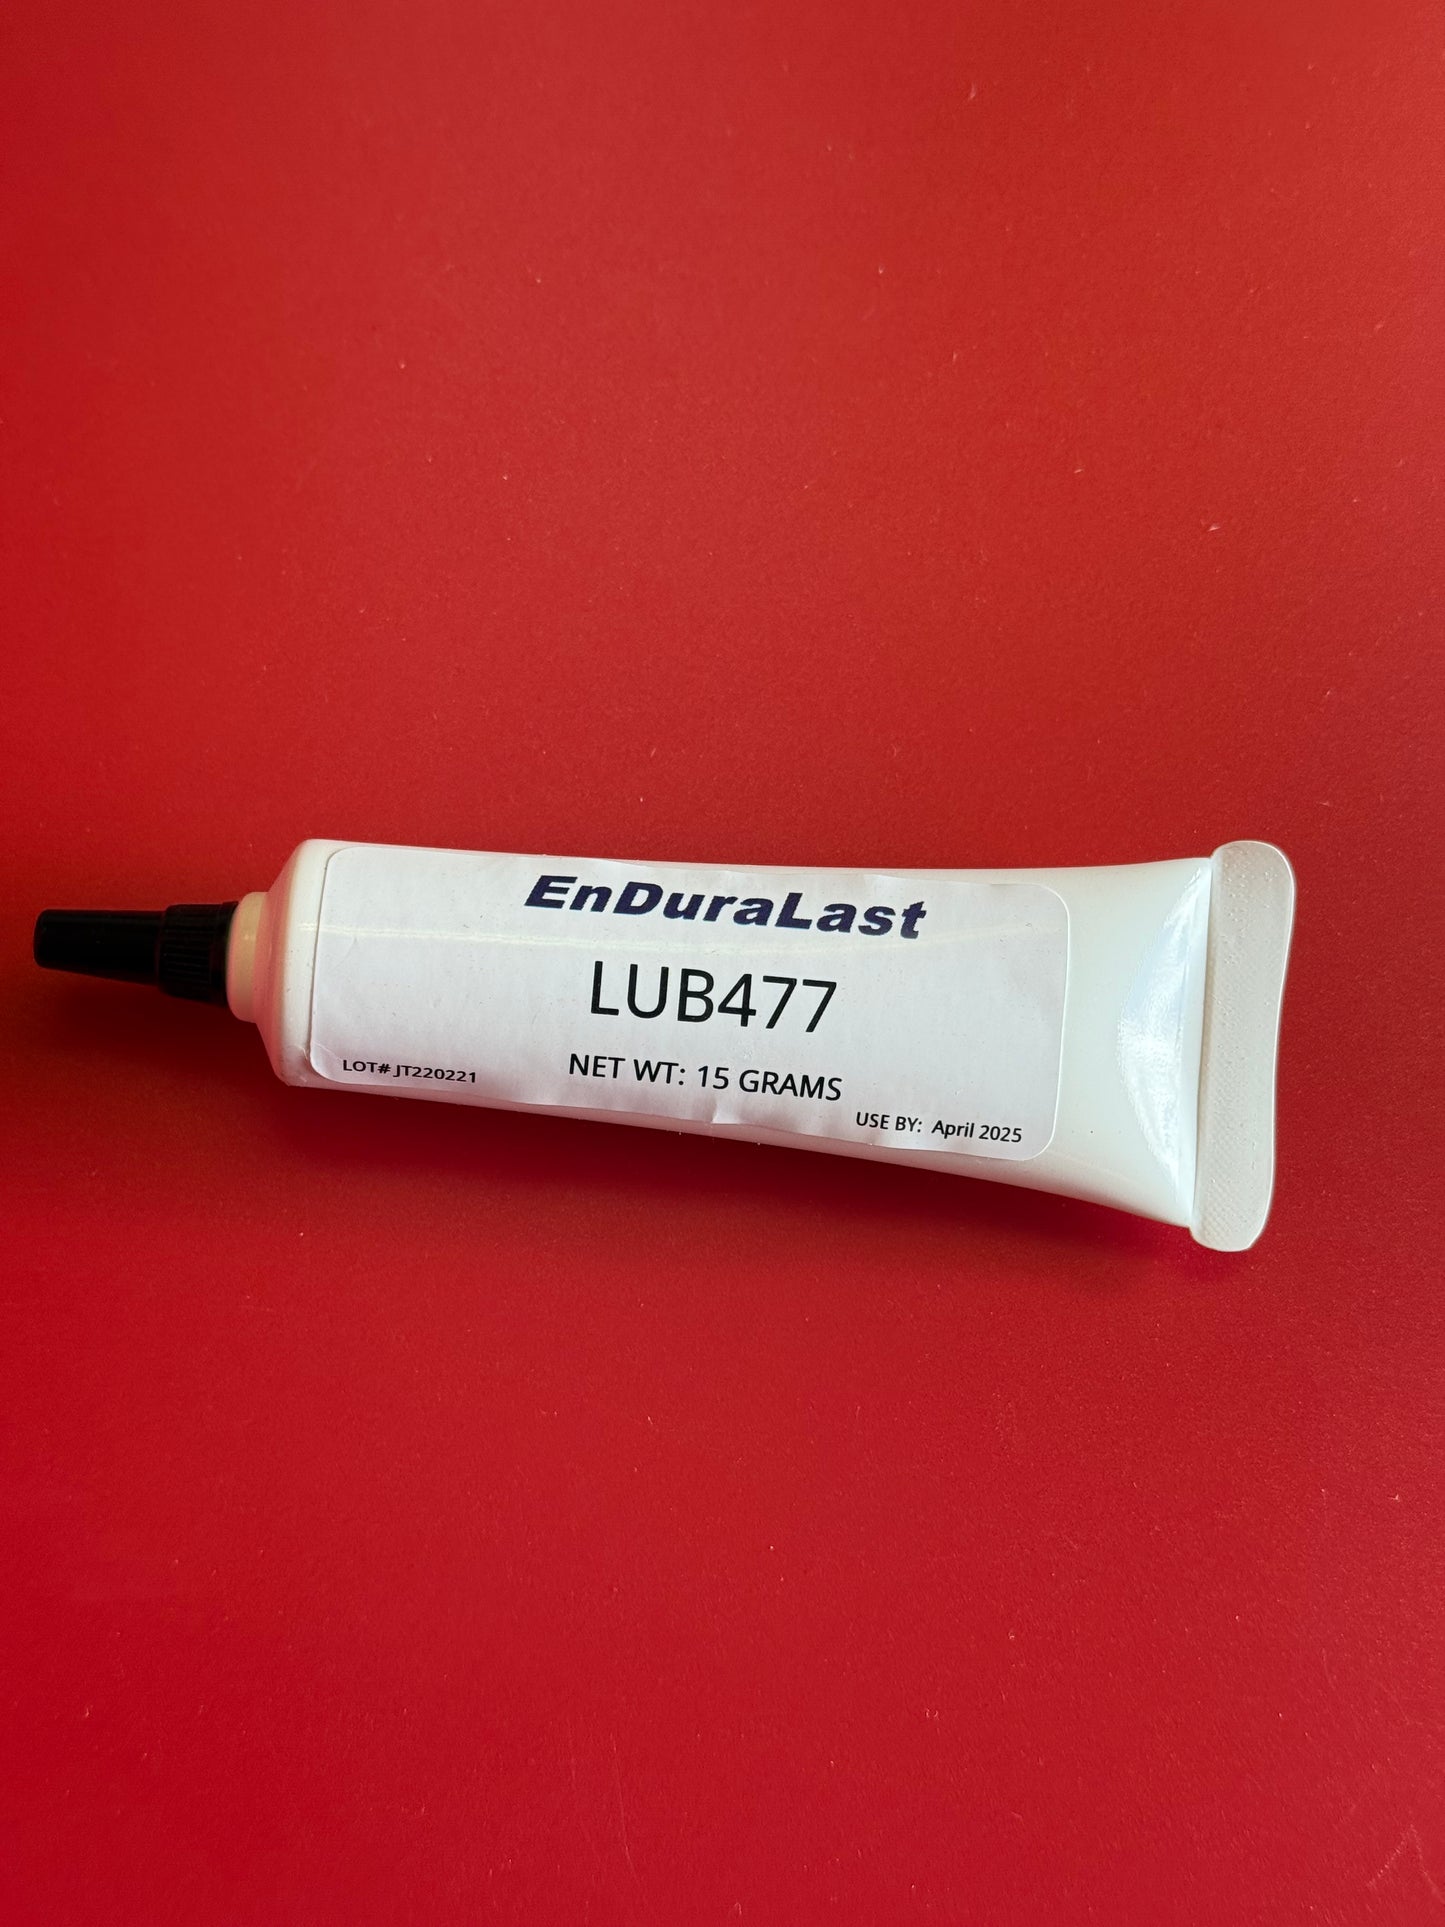 EnDuraLast
LUB477
NET WT: 15 GRAMS
LOT# JT220221
USE BY: April 2025